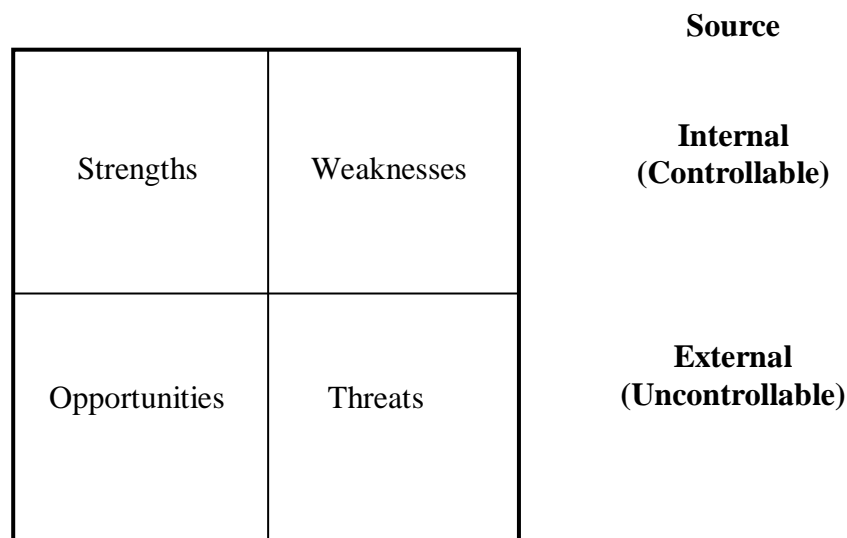 Source
Strengths
Weaknesses
Internal
(Controllable)
Opportunities
Threats
External
(Uncontrollable)